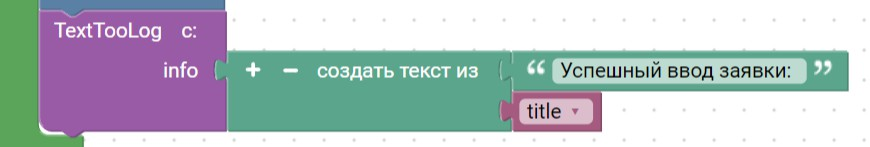 TextTooLog с:
info + − создать текст из “ Успешный ввод заявки: ”
title